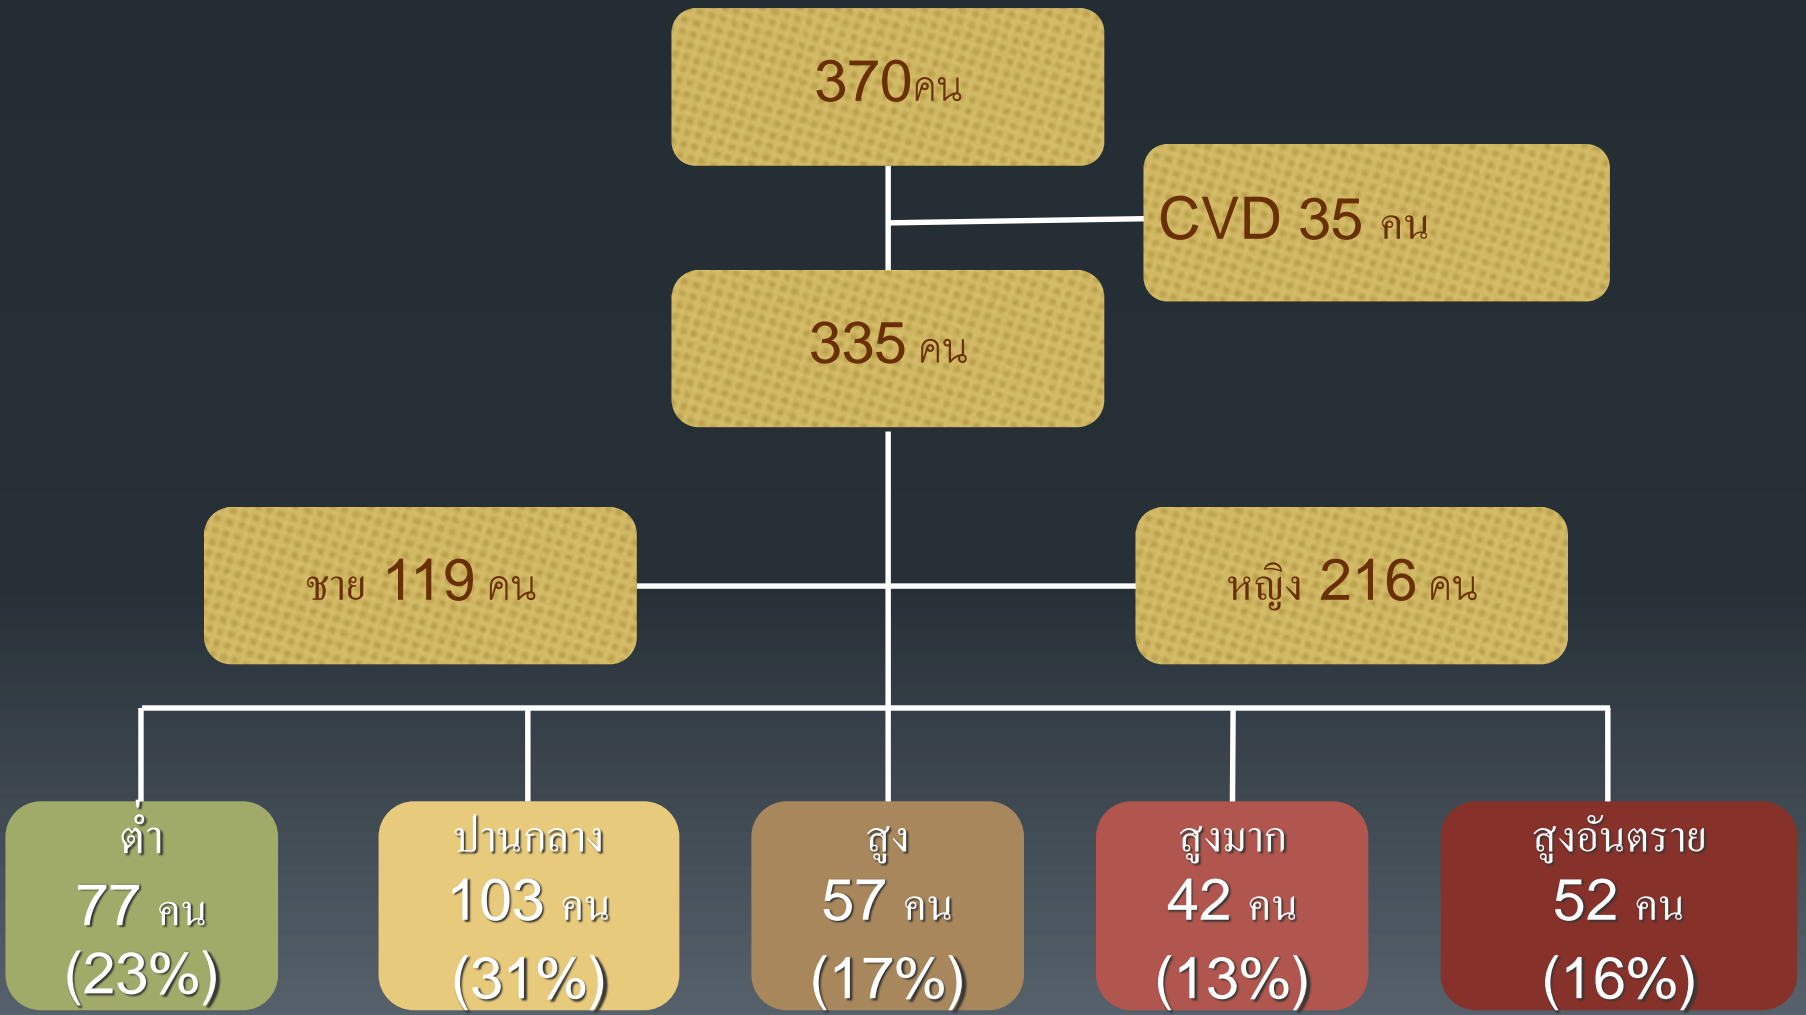 370คน
CVD 35 คน
335 คน
ชาย 119 คน
หญิง 216 คน
ต่ำ
77 คน
(23%)
ปานกลาง
103 คน
(31%)
สูง
57 คน
(17%)
สูงมาก
42 คน
(13%)
สูงอันตราย
52 คน
(16%)